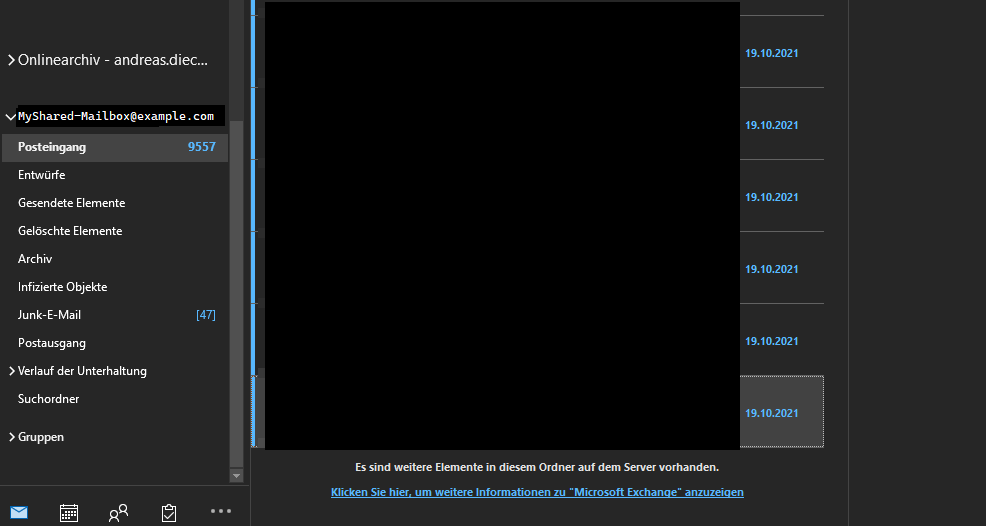 Onlinearchiv - andreas.diec...
MyShared-Mailbox@example.com
Posteingang 9557
Entwürfe
Gesendete Elemente
Gelöschte Elemente
Archiv
Infizierte Objekte
Junk-E-Mail [47]
Postausgang
Verlauf der Unterhaltung
Suchordner
Gruppen
19.10.2021
19.10.2021
19.10.2021
19.10.2021
19.10.2021
19.10.2021
Es sind weitere Elemente in diesem Ordner auf dem Server vorhanden.
Klicken Sie hier, um weitere Informationen zu "Microsoft Exchange" anzuzeigen